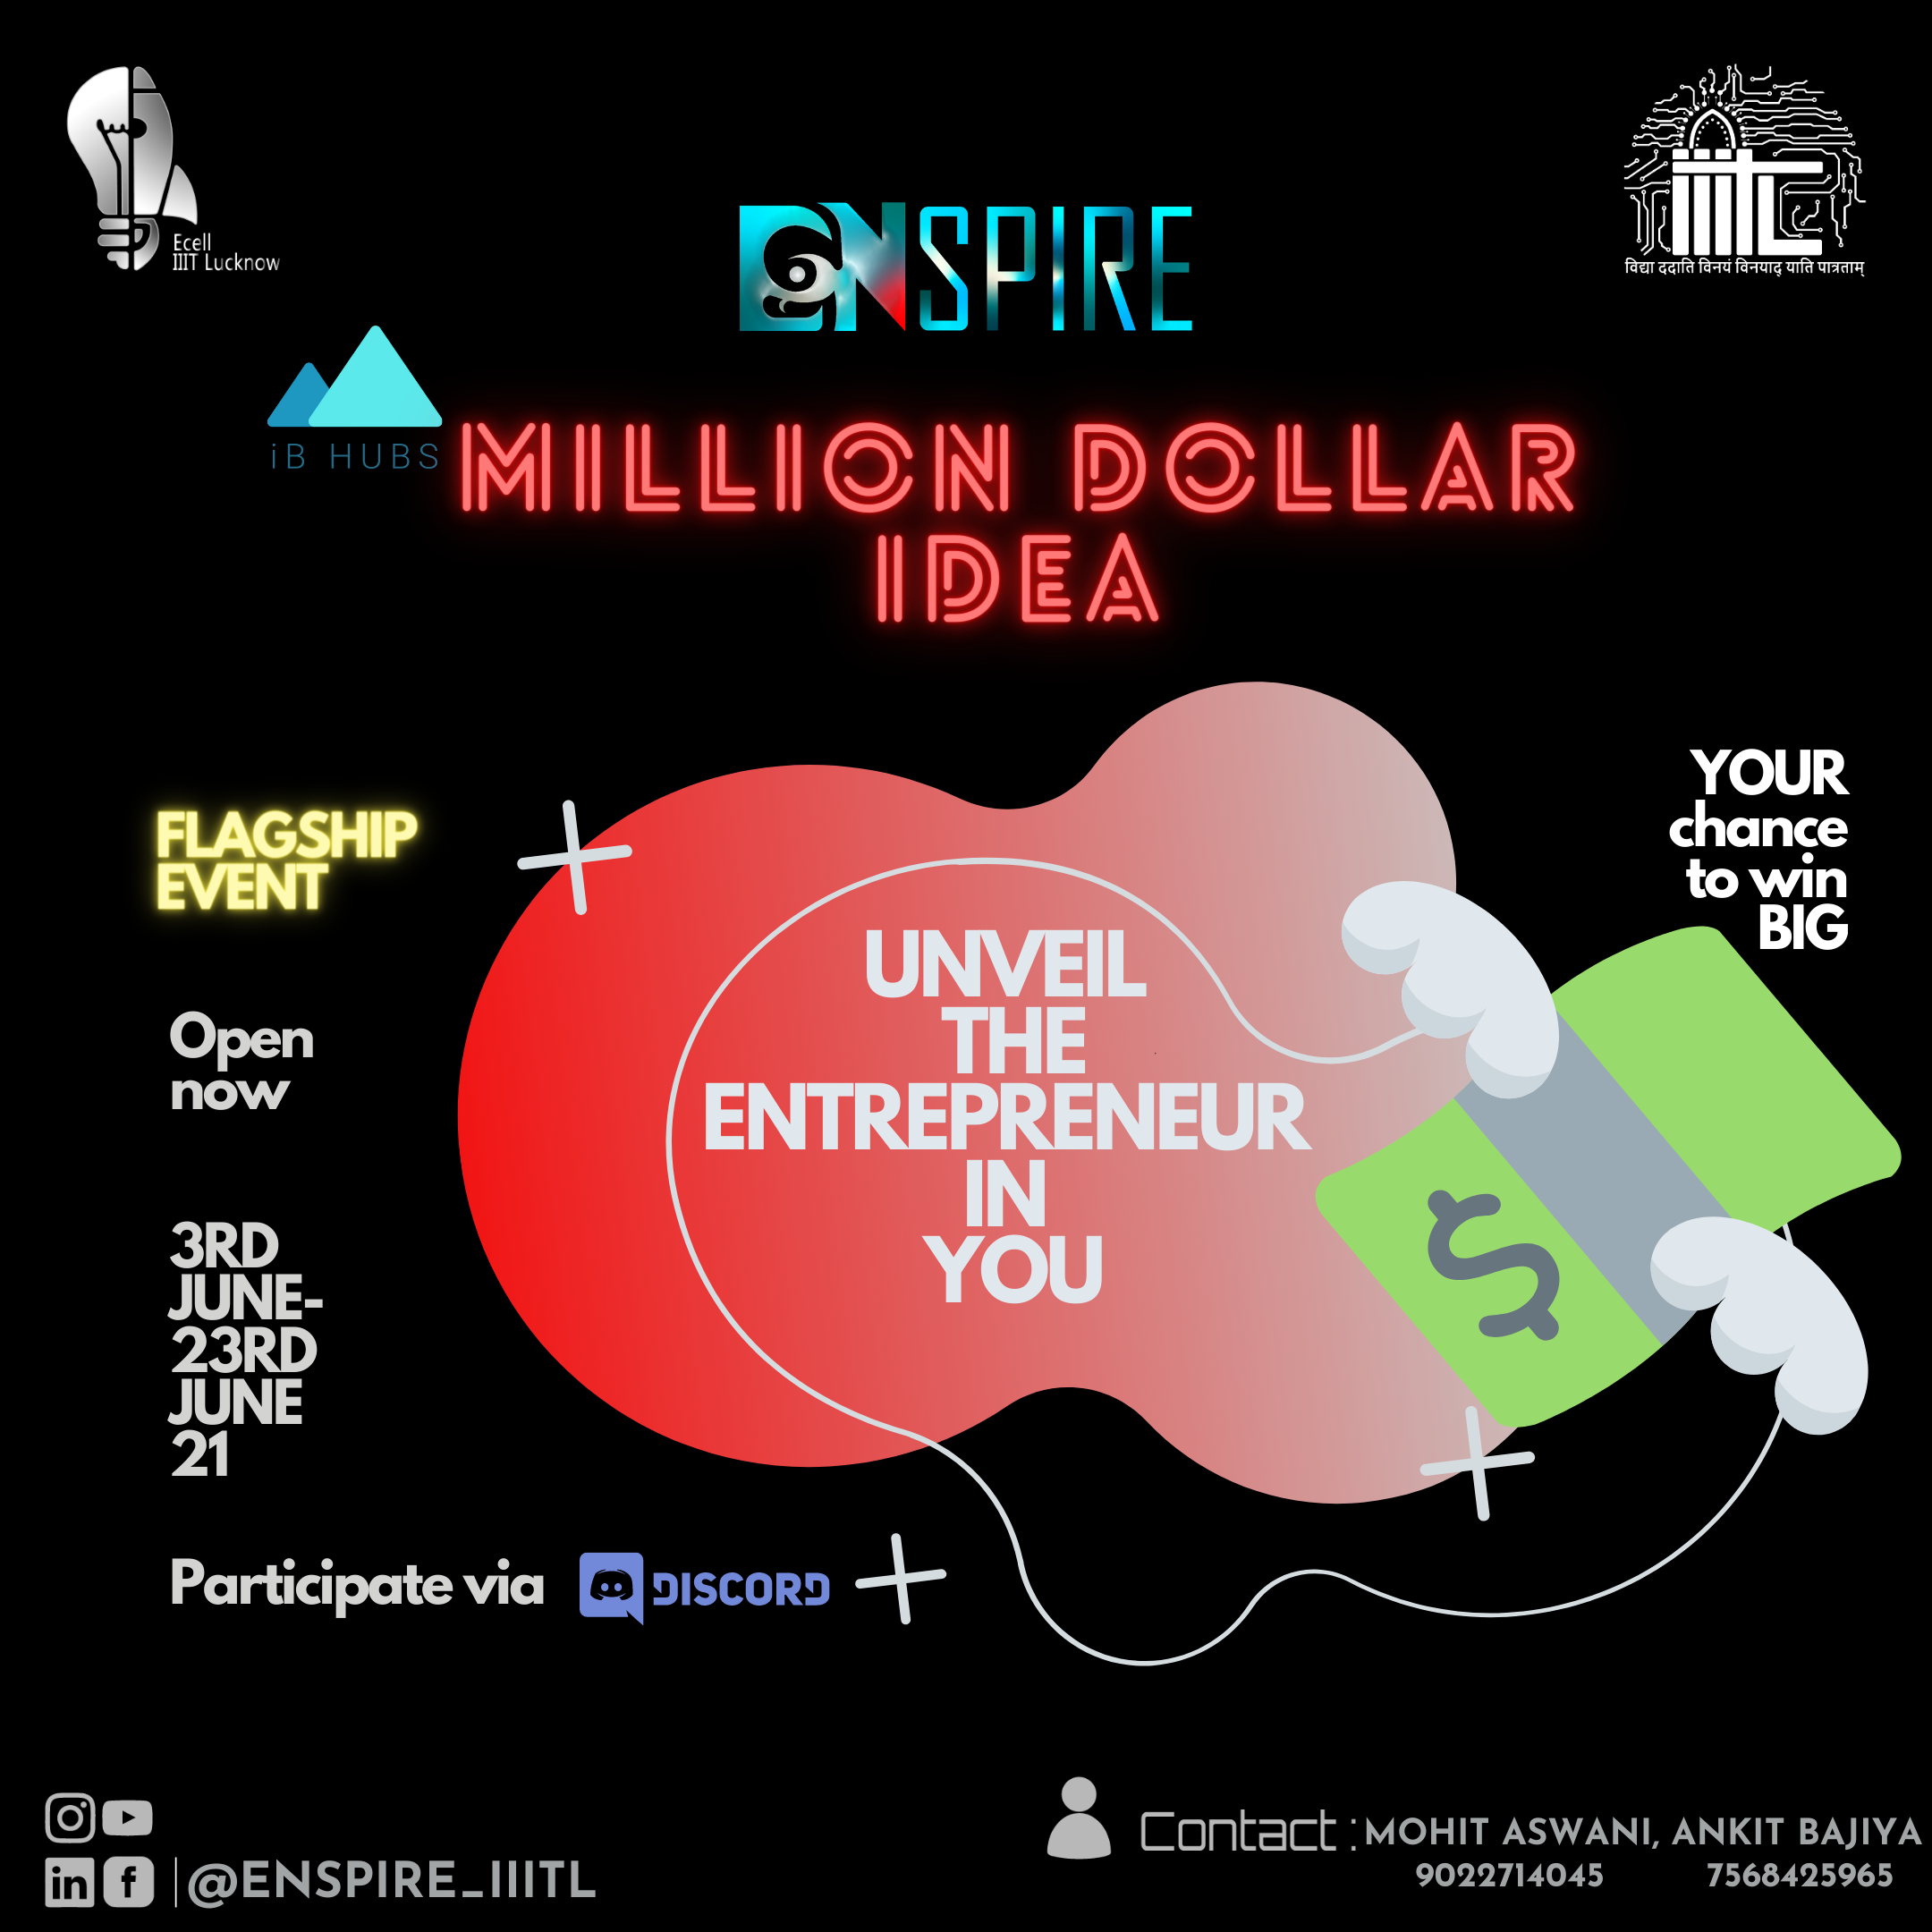 Ecell
IIIT Lucknow
IIITL
विद्या ददाति विनयं विनयाद् याति पात्रताम्
ENSPIRE
iB HUBS
MILLION DOLLAR
IDEA
FLAGSHIP
EVENT
YOUR
chance
to win
BIG
UNVEIL
THE
ENTREPRENEUR
IN
YOU
Open
now
3RD
JUNE-
23RD
JUNE
21
$
Participate via DISCORD
in f
@ENSPIRE_IIITL
Contact : MOHIT ASWANI, ANKIT BAJIYA
9022714045 7568425965